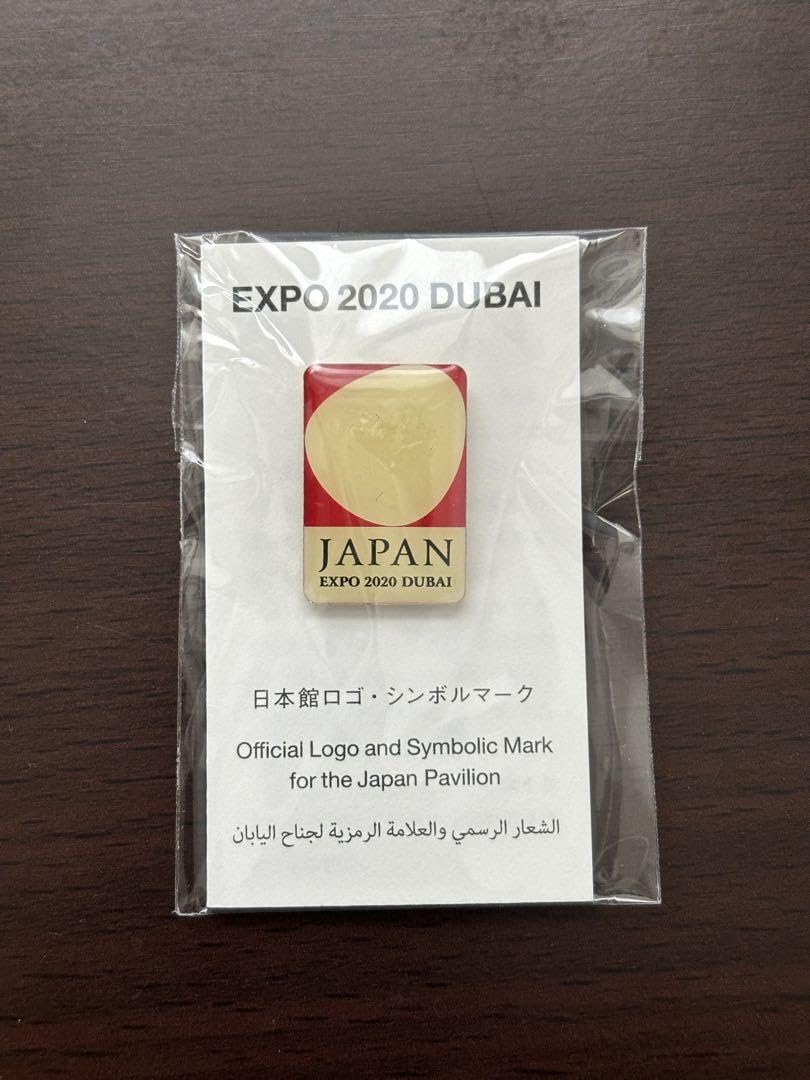 EXPO 2020 DUBAI
JAPAN
EXPO 2020 DUBAI
日本館ロゴ・シンボルマーク
Official Logo and Symbolic Mark
for the Japan Pavilion
الشعار الرسمي والعلامة الرمزية لجناح اليابان